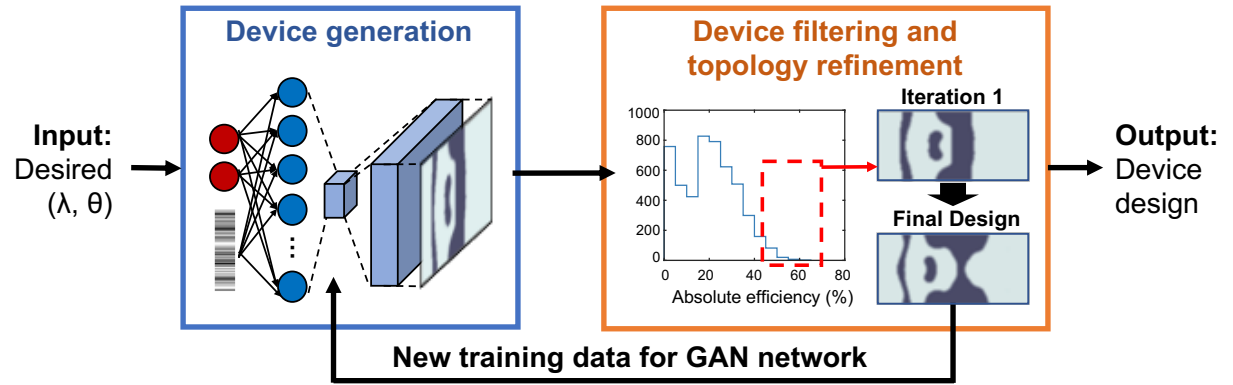 Device generation
Device filtering and
topology refinement
Input:
Desired
(λ, θ)
⋮
1000
800
600
400
200
0
0 20 40 60 80
Absolute efficiency (%)
Iteration 1
Final Design
Output:
Device
design
New training data for GAN network